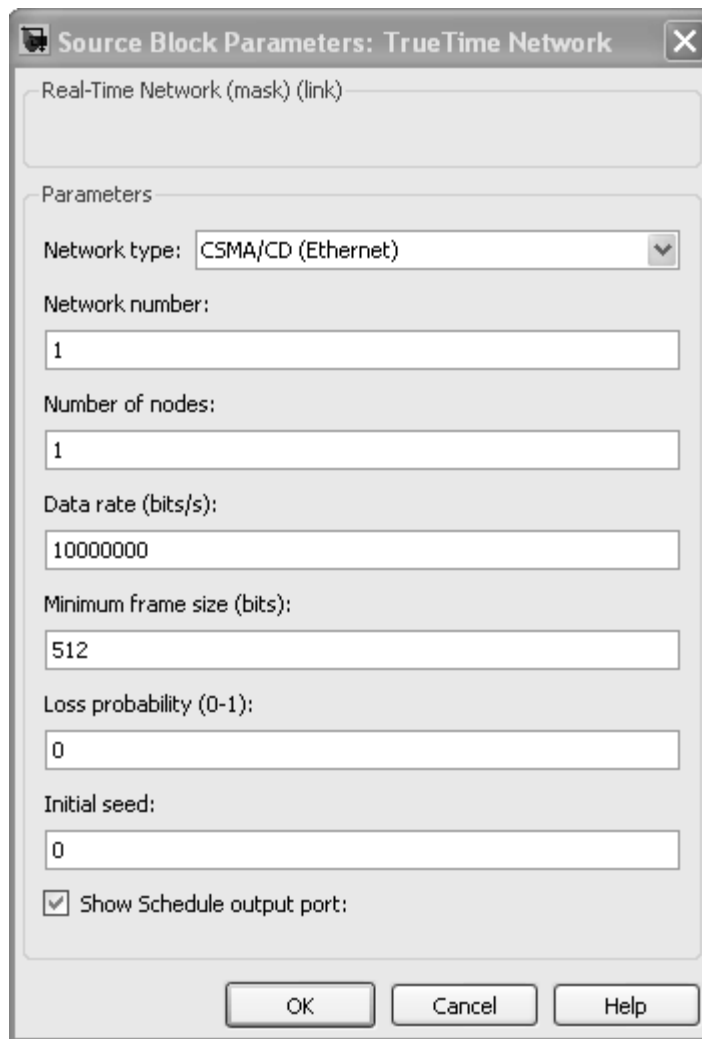 Source Block Parameters: TrueTime Network
Real-Time Network (mask) (link)
Parameters
Network type: CSMA/CD (Ethernet)
Network number:
1
Number of nodes:
1
Data rate (bits/s):
10000000
Minimum frame size (bits):
512
Loss probability (0-1):
0
Initial seed:
0
Show Schedule output port:
OK Cancel Help